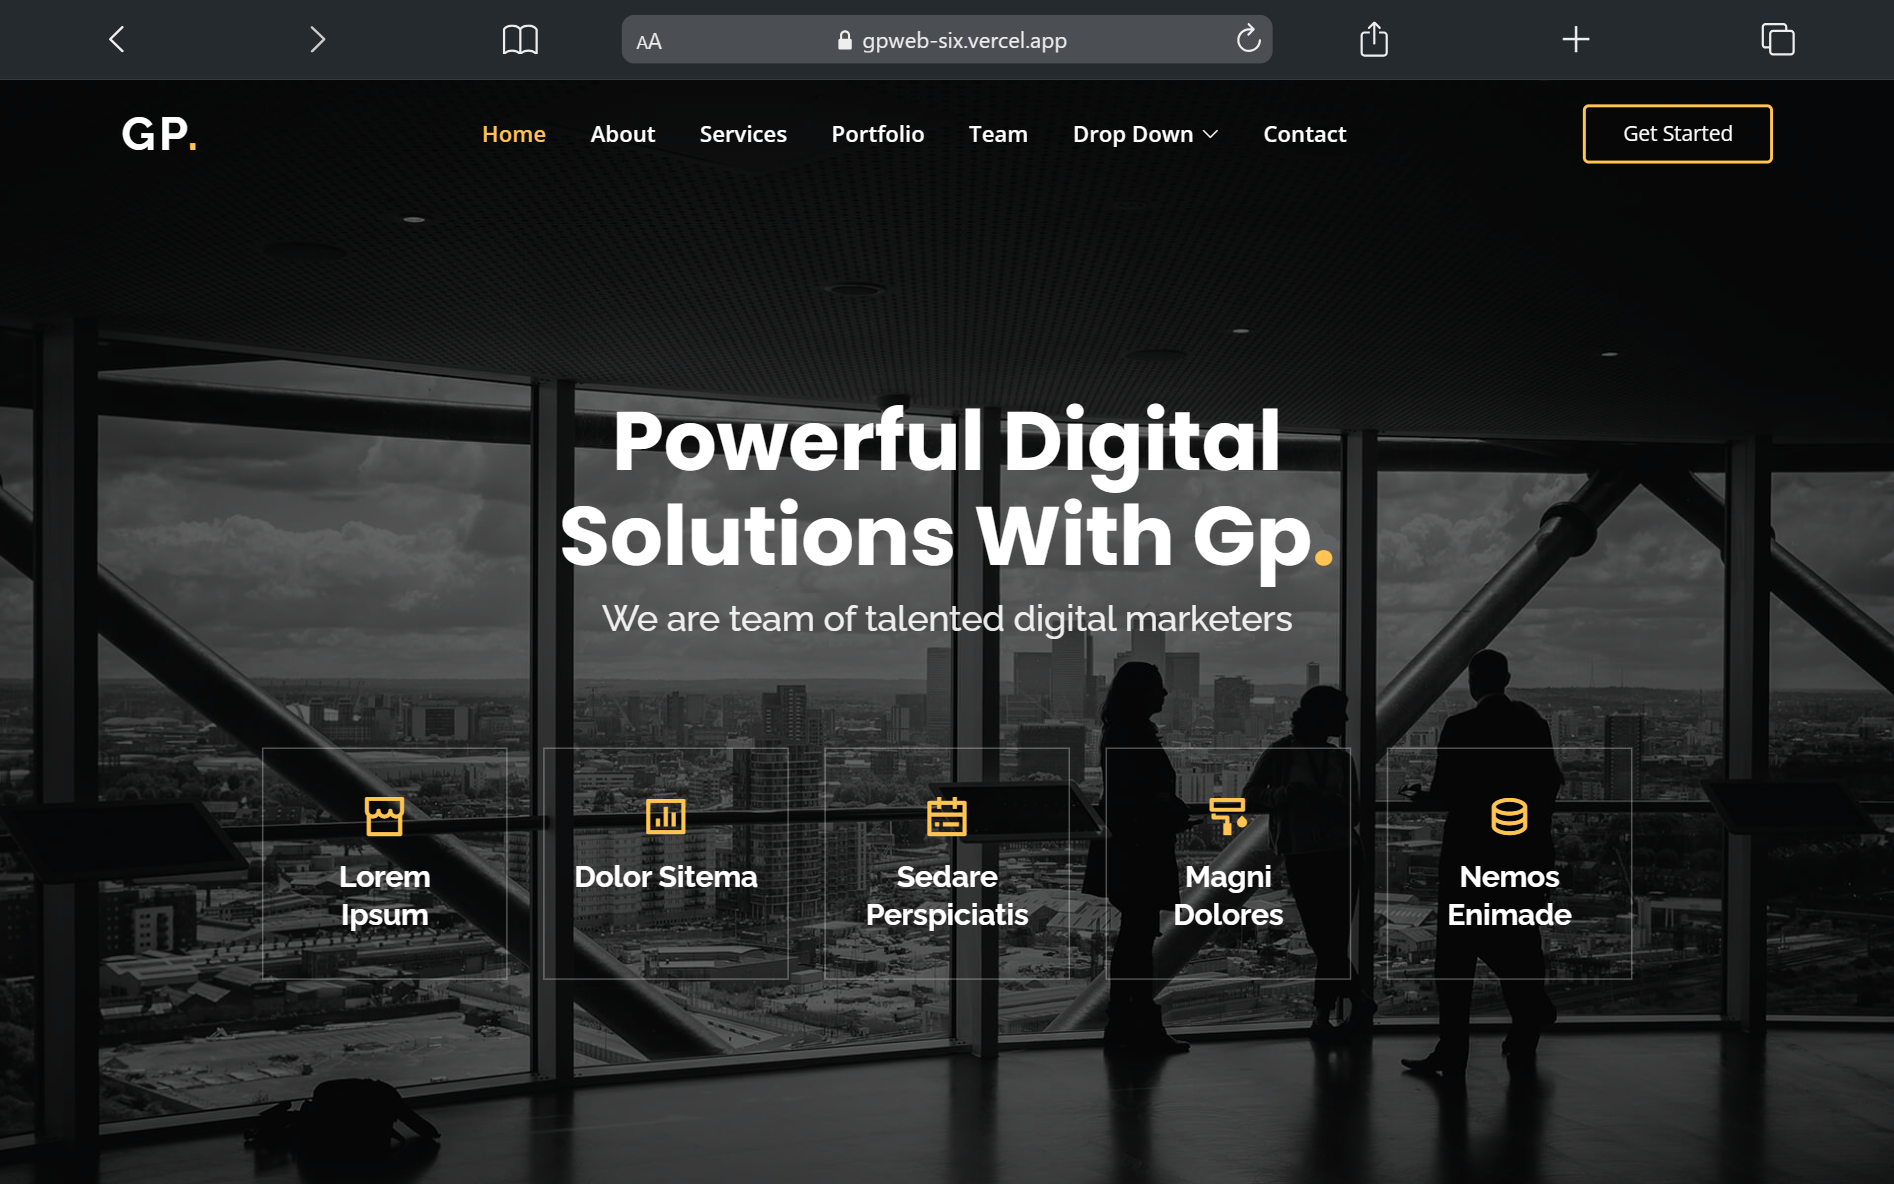 AA
gpweb-six.vercel.app
GP.
Home About Services Portfolio Team Drop Down Contact
Get Started
Powerful Digital
Solutions With Gp.
We are team of talented digital marketers
Lorem
Ipsum
Dolor Sitema
Sedare
Perspiciatis
Magni
Dolores
Nemos
Enimade